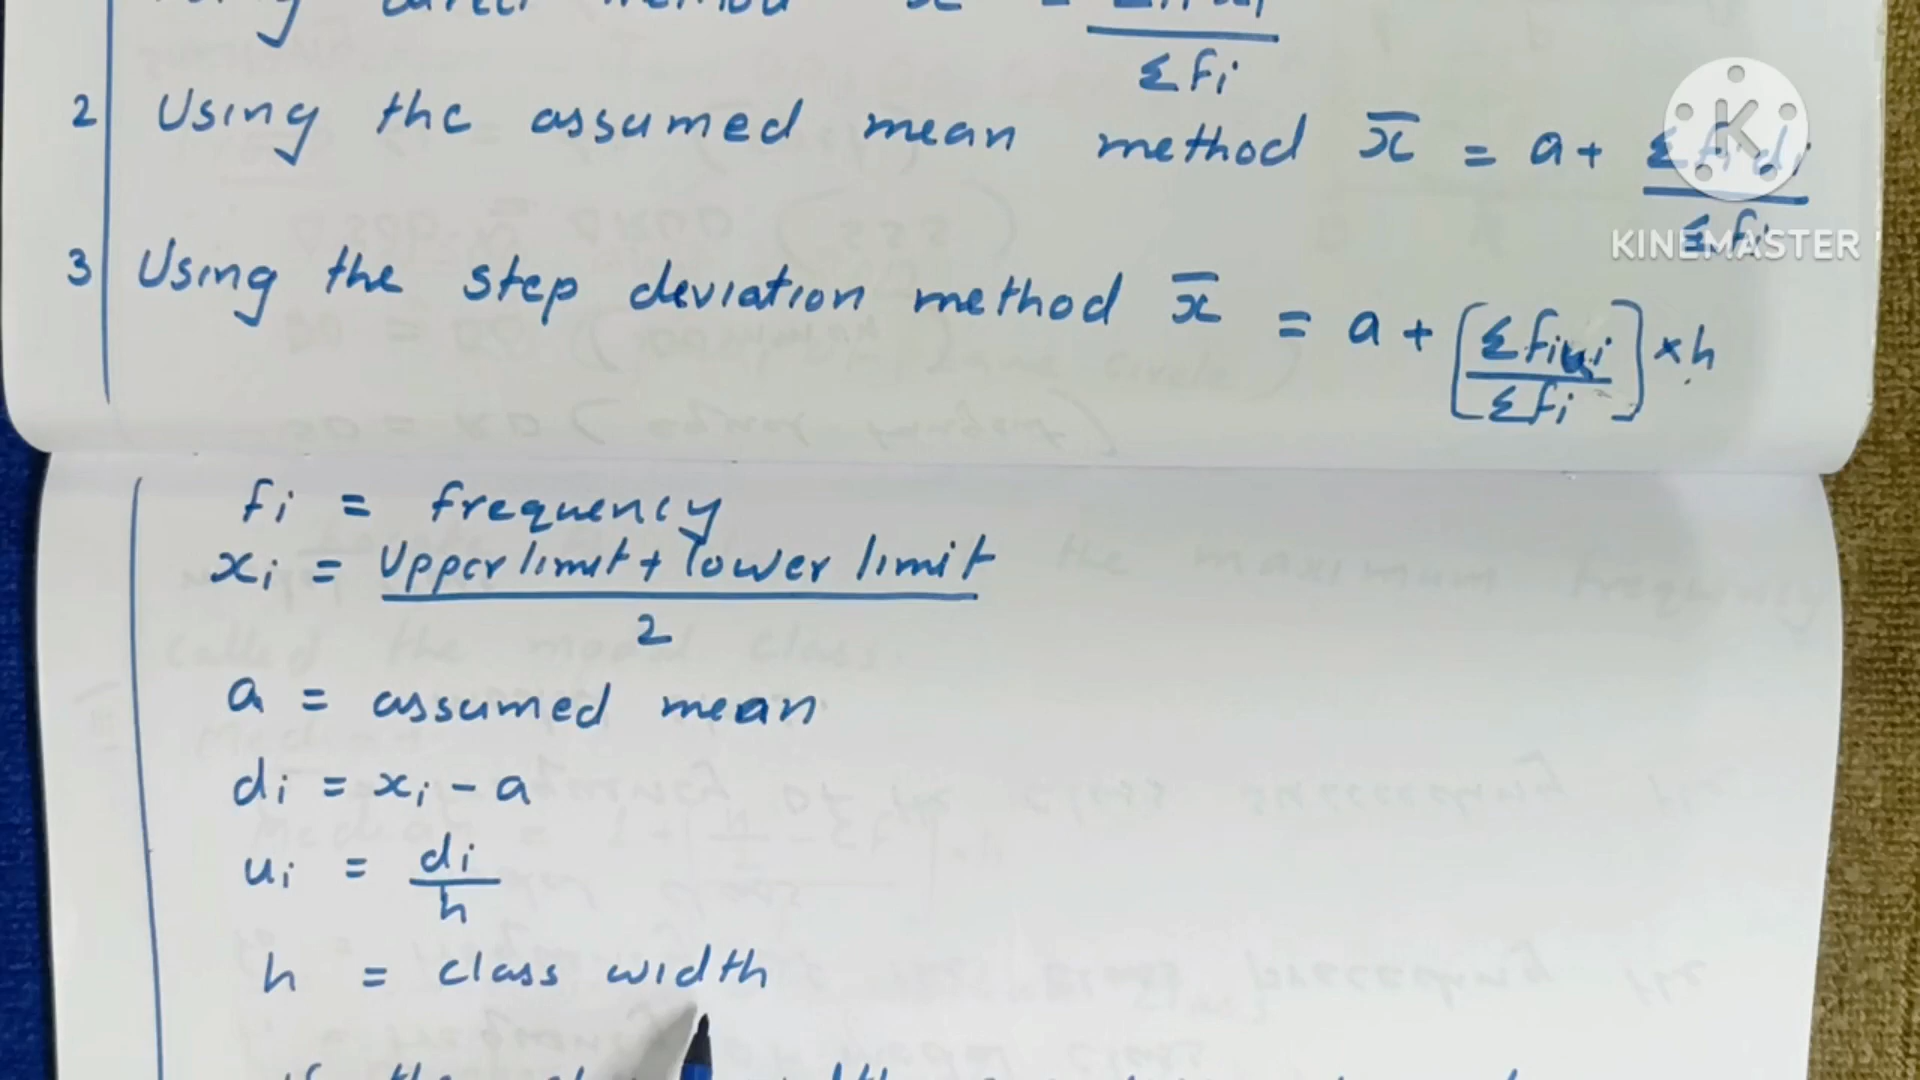 method x̄ =
Σfi
2 Using the assumed mean method x̄ = a + Σfidi
Σfi
K
KINEMASTER
3 Using the step deviation method x̄ = a + [Σfiui / Σfi] × h
fi = frequency
xi = Upper limit + lower limit
2
a = assumed mean
di = xi - a
ui = di
h
h = class width